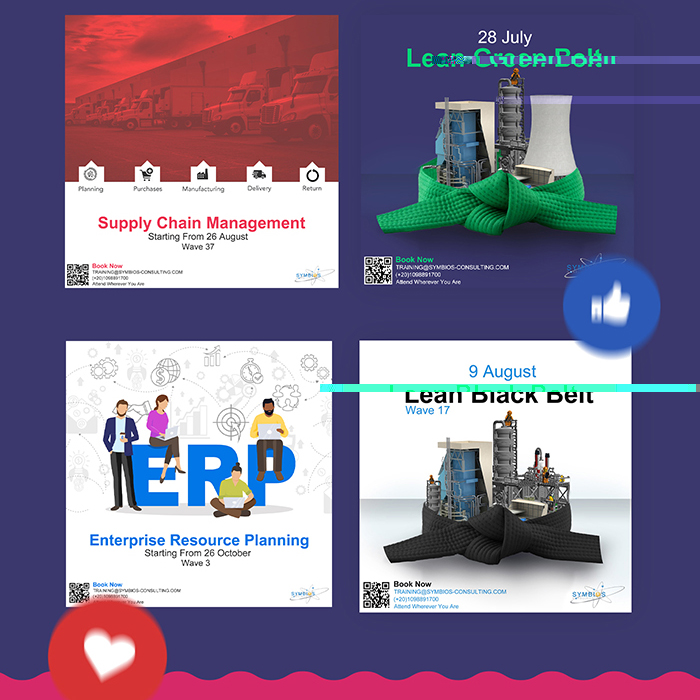 Planning
Purchases
Manufacturing
Delivery
Return
Supply Chain Management
Starting From 26 August
Wave 37
Book Now
TRAINING@SYMBIOS-CONSULTING.COM
(+20)1098891700
Attend Wherever You Are
SYMBIOS
28 July
Lean Green Belt
Book Now
TRAINING@SYMBIOS-CONSULTING.COM
(+20)1098891700
Attend Wherever You Are
ERP
Enterprise Resource Planning
Starting From 26 October
Wave 3
Book Now
TRAINING@SYMBIOS-CONSULTING.COM
(+20)1098891700
Wherever You Are
SYMBIOS
9 August
Lean Black Belt
Wave 17
Book Now
TRAINING@SYMBIOS-CONSULTING.COM
(+20)1098891700
Attend Wherever You Are
SYMBIOS